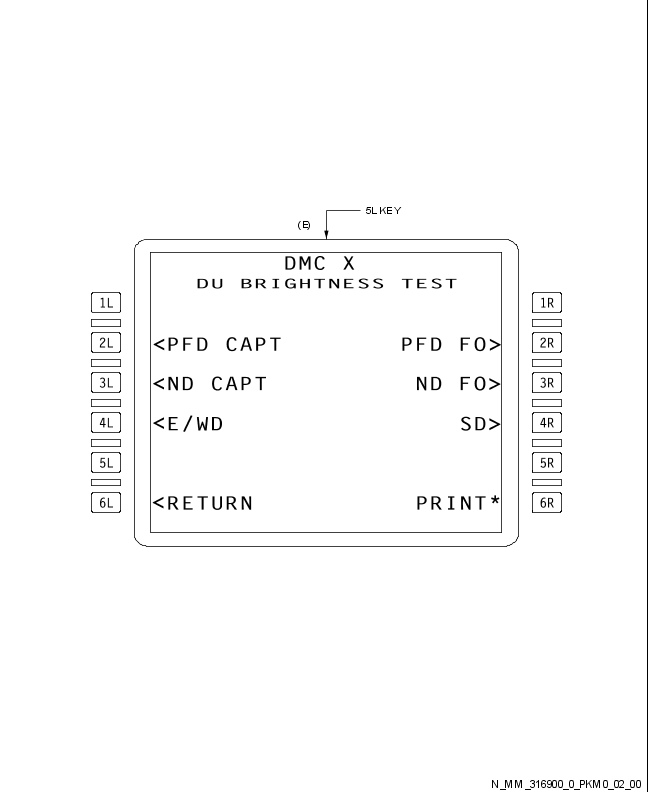 5L KEY
(E)
DMC X
DU BRIGHTNESS TEST
1L 1R
2L <PFD CAPT PFD FO> 2R
3L <ND CAPT ND FO> 3R
4L <E/WD SD> 4R
5L 5R
6L <RETURN PRINT* 6R
N_MM_316900_0_PKM0_02_00